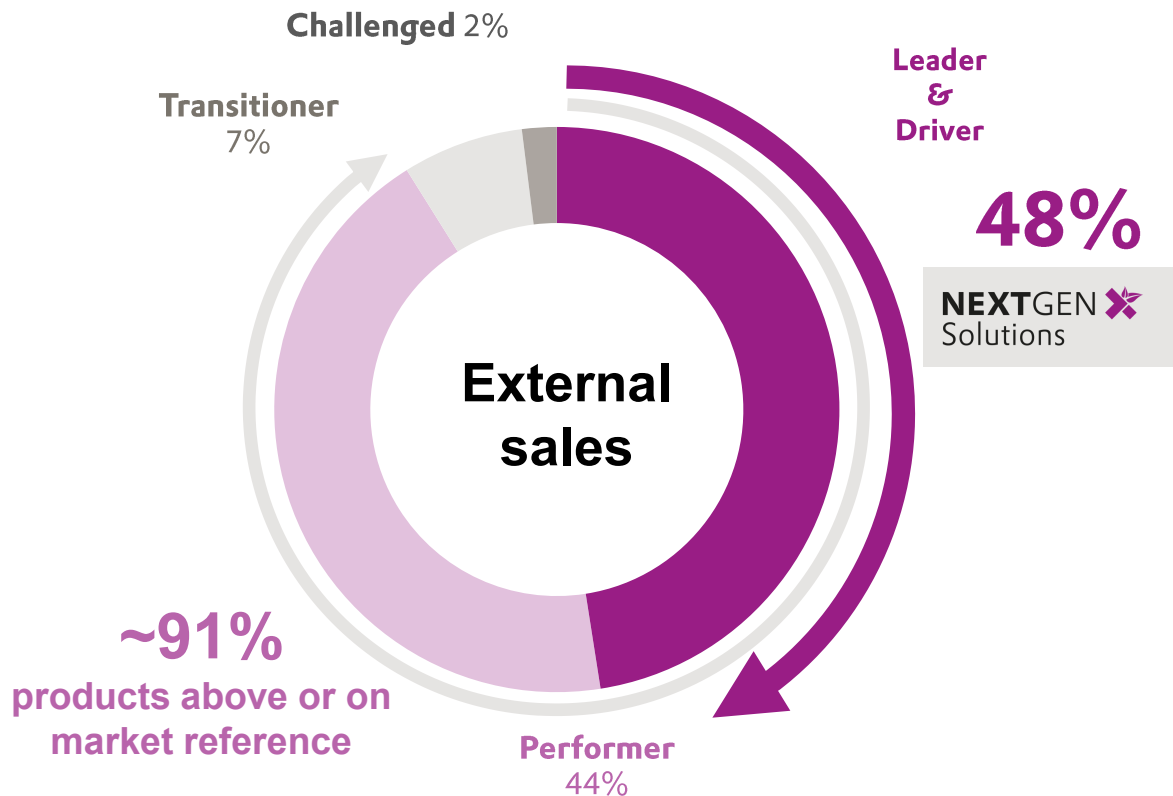 Challenged 2%
Transitioner
7%
Leader
&
Driver
48%
NEXTGEN
Solutions
External
sales
~91%
products above or on
market reference
Performer
44%